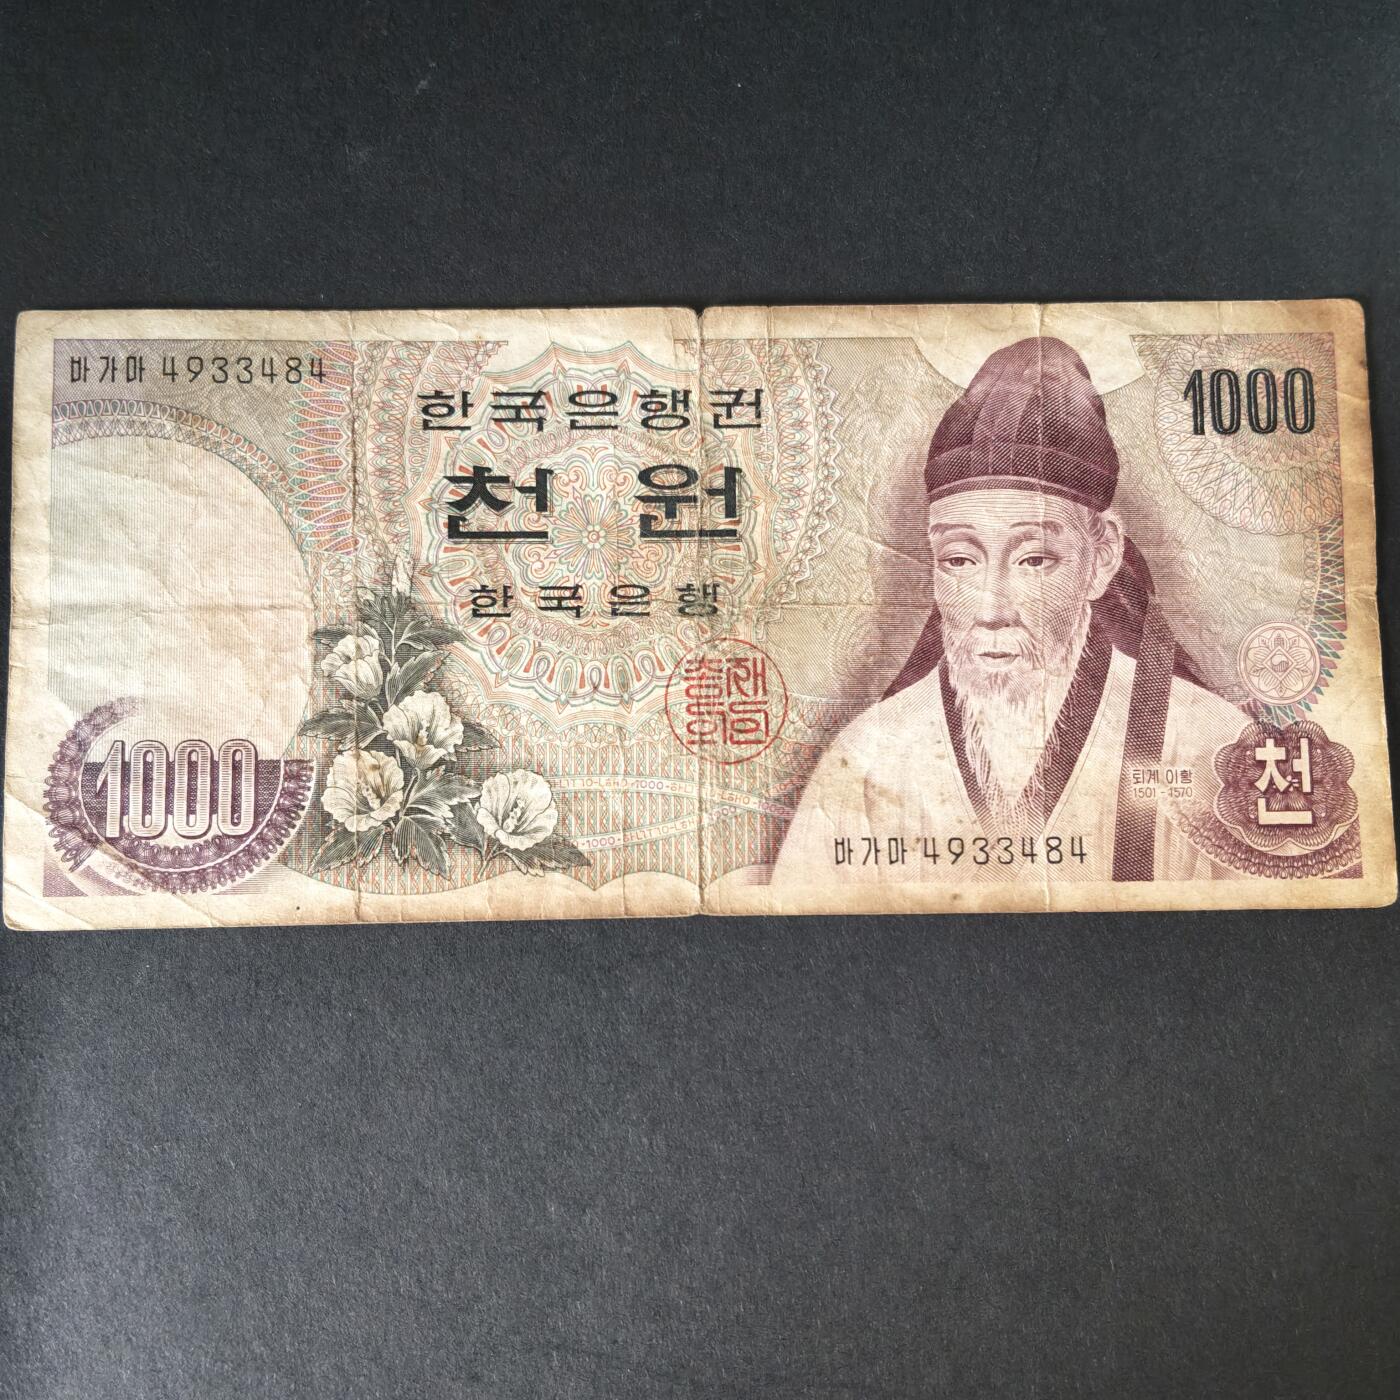 바가마 4933484
1000
한국은행권
천 원
한국은행
총재의인
퇴계 이황
1501 - 1570
천
1000
바가마 4933484